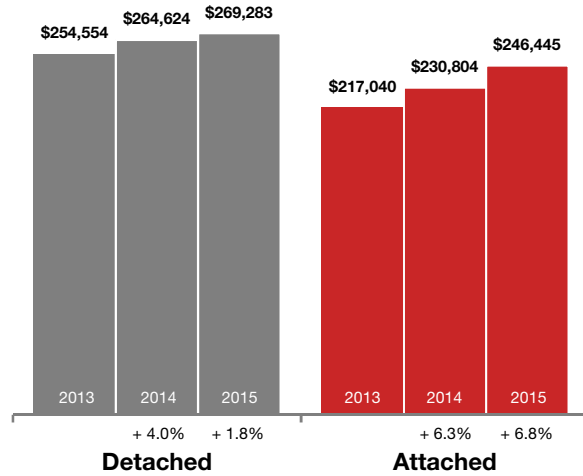 $254,554 $264,624 $269,283
$217,040 $230,804 $246,445
2013 2014 2015 2013 2014 2015
+ 4.0% + 1.8% + 6.3% + 6.8%
Detached Attached